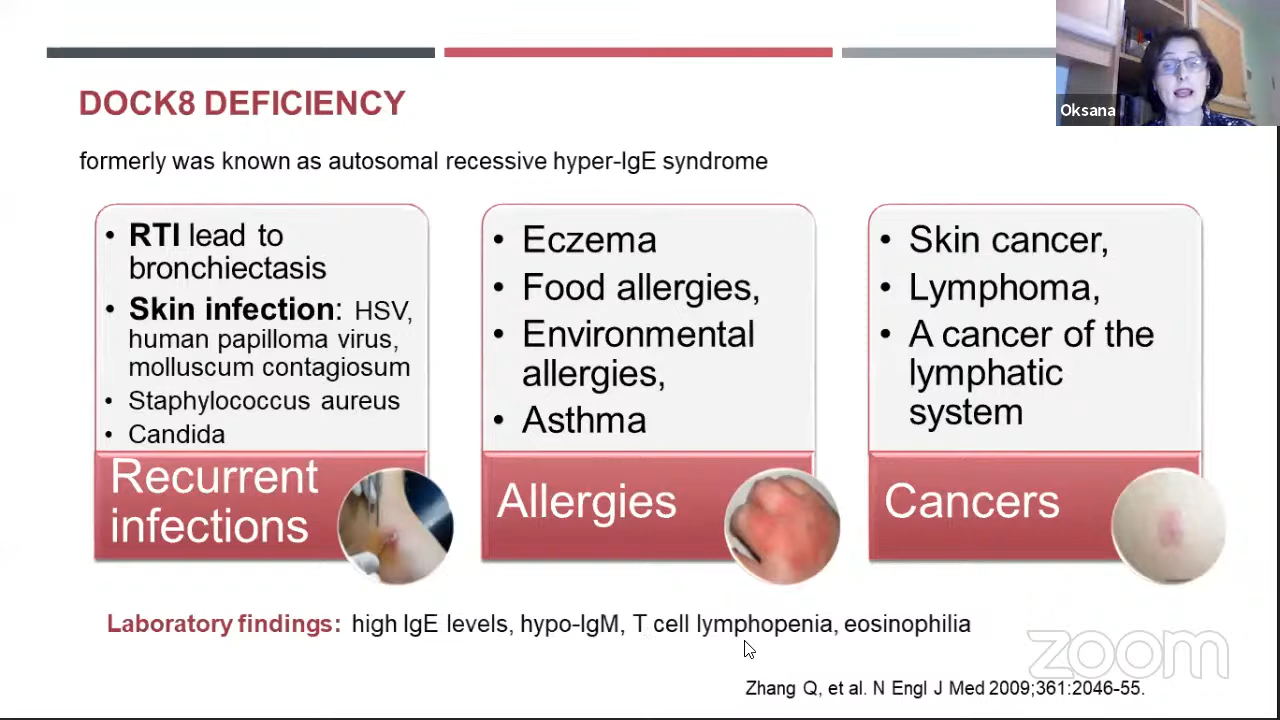 Oksana
DOCK8 DEFICIENCY
formerly was known as autosomal recessive hyper-IgE syndrome
• RTI lead to
bronchiectasis
• Skin infection: HSV,
human papilloma virus,
molluscum contagiosum
• Staphylococcus aureus
• Candida
Recurrent
infections
• Eczema
• Food allergies,
• Environmental
allergies,
• Asthma
Allergies
• Skin cancer,
• Lymphoma,
• A cancer of the
lymphatic
system
Cancers
Laboratory findings: high IgE levels, hypo-IgM, T cell lymphopenia, eosinophilia
zoom
Zhang Q, et al. N Engl J Med 2009;361:2046-55.